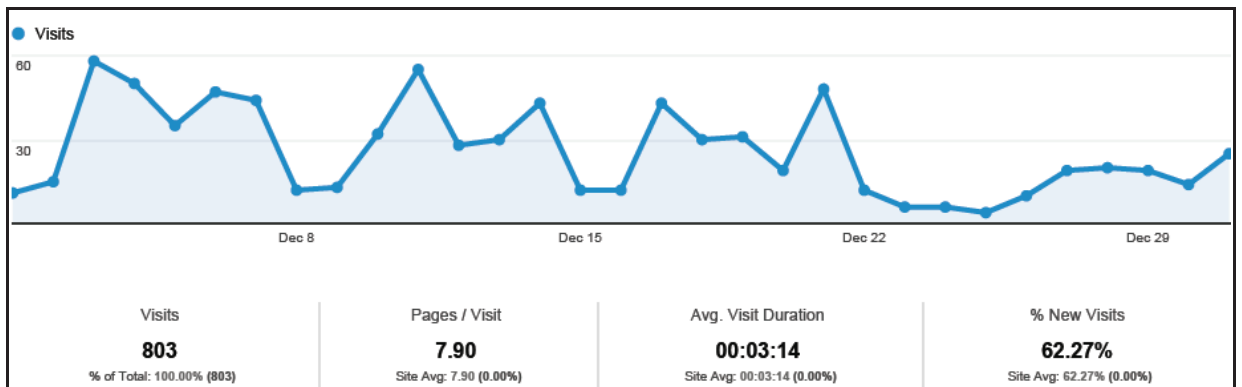 Visits
60
30
Dec 8
Dec 15
Dec 22
Dec 29
Visits
803
% of Total: 100.00% (803)
Pages / Visit
7.90
Site Avg: 7.90 (0.00%)
Avg. Visit Duration
00:03:14
Site Avg: 00:03:14 (0.00%)
% New Visits
62.27%
Site Avg: 62.27% (0.00%)